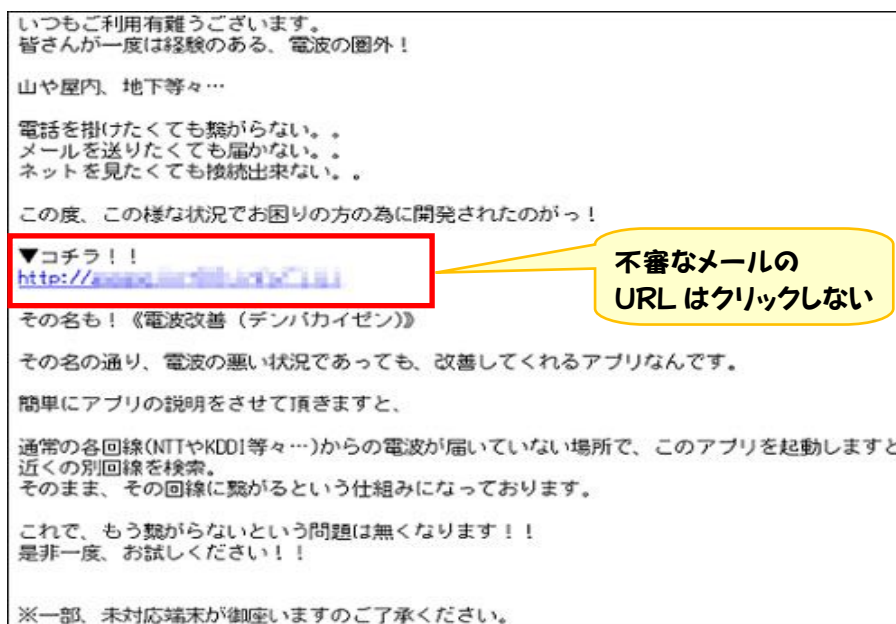 いつもご利用有難うございます。
皆さんが一度は経験のある、電波の圏外！
山や屋内、地下等々…
電話を掛けたくても繋がらない。。
メールを送りたくても届かない。。
ネットを見たくても接続出来ない。。
この度、この様な状況でお困りの方の為に開発されたのがっ！
▼コチラ！！
http://
不審なメールの
URLはクリックしない
その名も！《電波改善（デンパカイゼン）》
その名の通り、電波の悪い状況であっても、改善してくれるアプリなんです。
簡単にアプリの説明をさせて頂きますと、
通常の各回線(NTTやKDDI等々…)からの電波が届いていない場所で、このアプリを起動しますと
近くの別回線を検索。
そのまま、その回線に繋がるという仕組みになっております。
これで、もう繋がらないという問題は無くなります！！
是非一度、お試しください！！
※一部、未対応端末が御座いますのご了承ください。